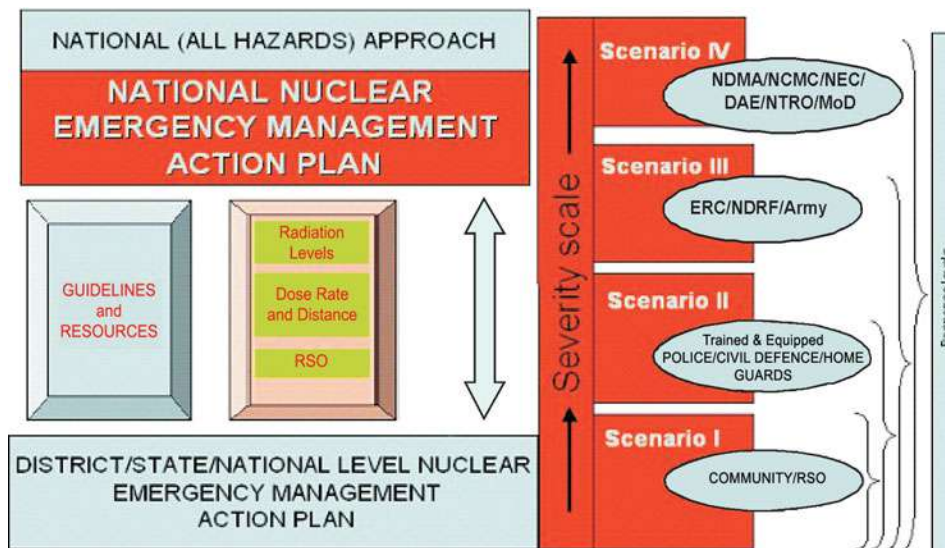 NATIONAL (ALL HAZARDS) APPROACH
NATIONAL NUCLEAR
EMERGENCY MANAGEMENT
ACTION PLAN
GUIDELINES
and
RESOURCES
Radiation
Levels
Dose Rate
and Distance
RSO
DISTRICT/STATE/NATIONAL LEVEL NUCLEAR
EMERGENCY MANAGEMENT
ACTION PLAN
Severity scale
Scenario IV
NDMA/NCMC/NEC/
DAE/NTRO/MoD
Scenario III
ERC/NDRF/Army
Scenario II
Trained & Equipped
POLICE/CIVIL DEFENCE/HOME
GUARDS
Scenario I
COMMUNITY/RSO